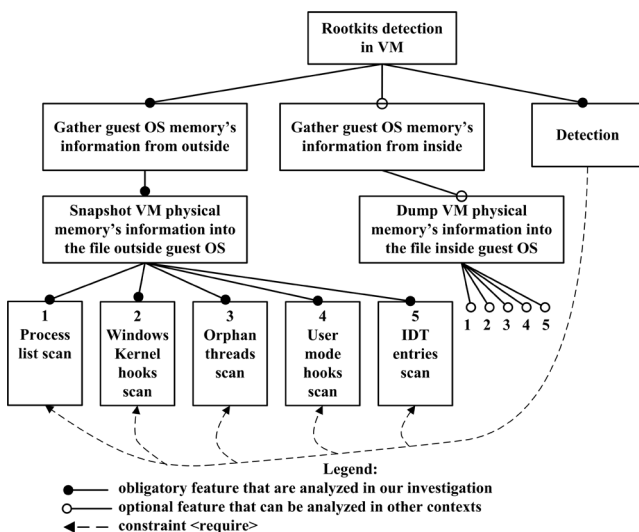 Rootkits detection
in VM
Gather guest OS memory's
information from outside
Gather guest OS memory's
information from inside
Detection
Snapshot VM physical
memory's information into
the file outside guest OS
Dump VM physical
memory's information into
the file inside guest OS
1
Process
list scan
2
Windows
Kernel
hooks
scan
3
Orphan
threads
scan
4
User
mode
hooks
scan
5
IDT
entries
scan
1 2 3 4 5
Legend:
obligatory feature that are analyzed in our investigation
optional feature that can be analyzed in other contexts
constraint <require>